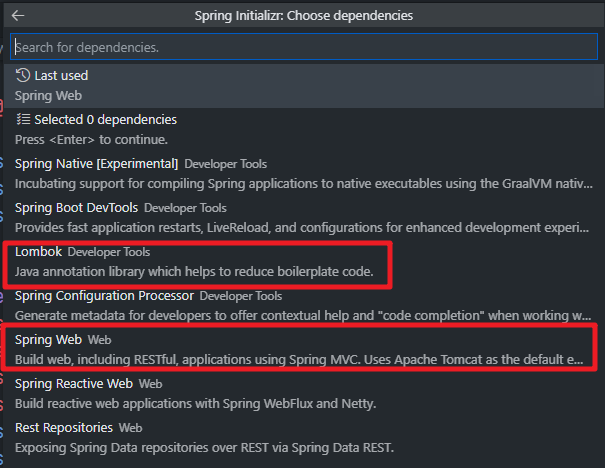 Spring Initializr: Choose dependencies
Search for dependencies.
Last used
Spring Web
Selected 0 dependencies
Press <Enter> to continue.
Spring Native [Experimental] Developer Tools
Incubating support for compiling Spring applications to native executables using the GraalVM nativ...
Spring Boot DevTools Developer Tools
Provides fast application restarts, LiveReload, and configurations for enhanced development experi...
Lombok Developer Tools
Java annotation library which helps to reduce boilerplate code.
Spring Configuration Processor Developer Tools
Generate metadata for developers to offer contextual help and "code completion" when working w...
Spring Web Web
Build web, including RESTful, applications using Spring MVC. Uses Apache Tomcat as the default e...
Spring Reactive Web Web
Build reactive web applications with Spring WebFlux and Netty.
Rest Repositories Web
Exposing Spring Data repositories over REST via Spring Data REST.